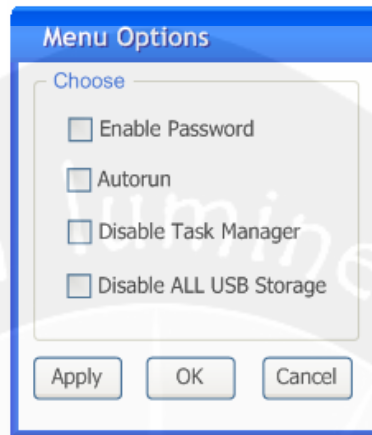 Menu Options
Choose
Enable Password
Autorun
Disable Task Manager
Disable ALL USB Storage
Apply OK Cancel